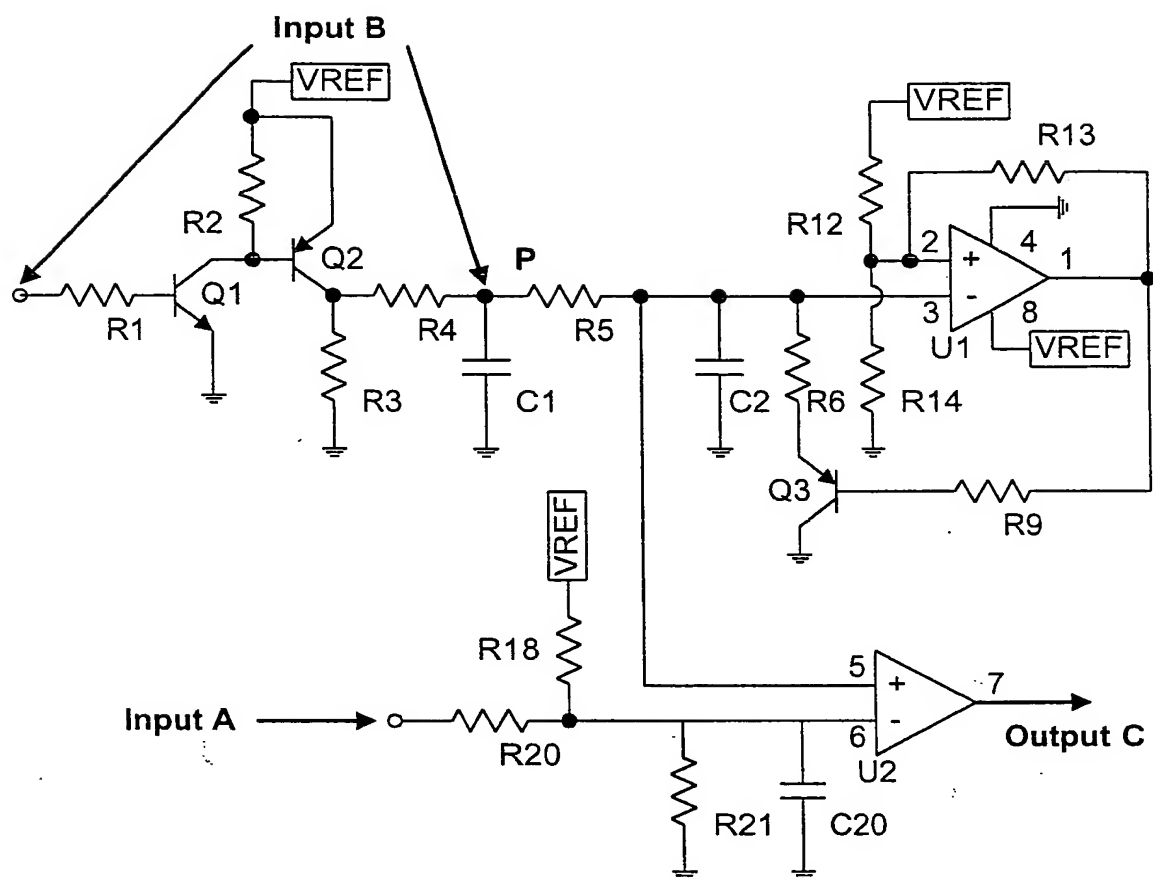 Input B
VREF
VREF
R13
R2
R12
Q2
2
+
4
1
P
Q1
3
-
8
R1
R4
R5
U1
VREF
R3
C1
C2
R6
R14
Q3
R9
VREF
R18
5
+
7
Input A
-
Output C
R20
6
U2
R21
C20